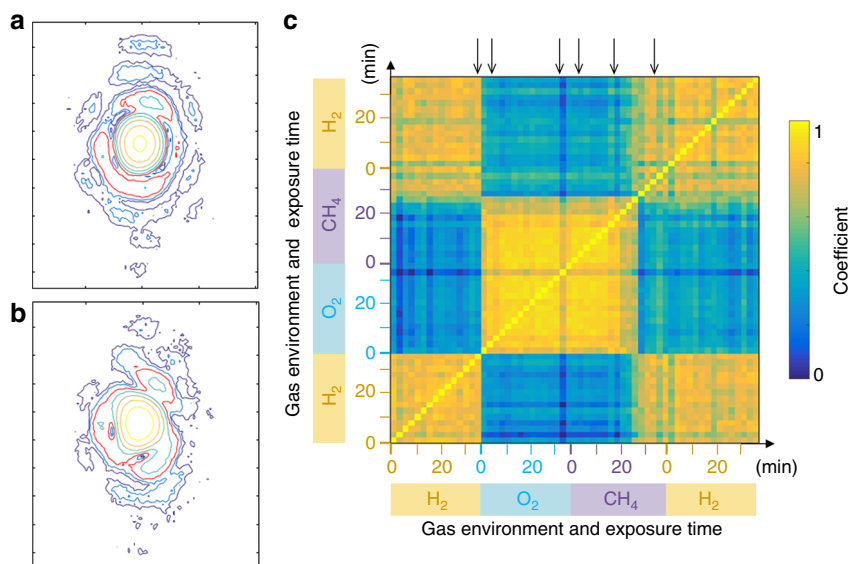 a
b
c
(min)
Gas environment and exposure time
H₂
CH₄
O₂
H₂
20
0
20
0
20
0
20
0
0
20
0
20
0
20
0
20
(min)
H₂
O₂
CH₄
H₂
Gas environment and exposure time
1
Coefficient
0